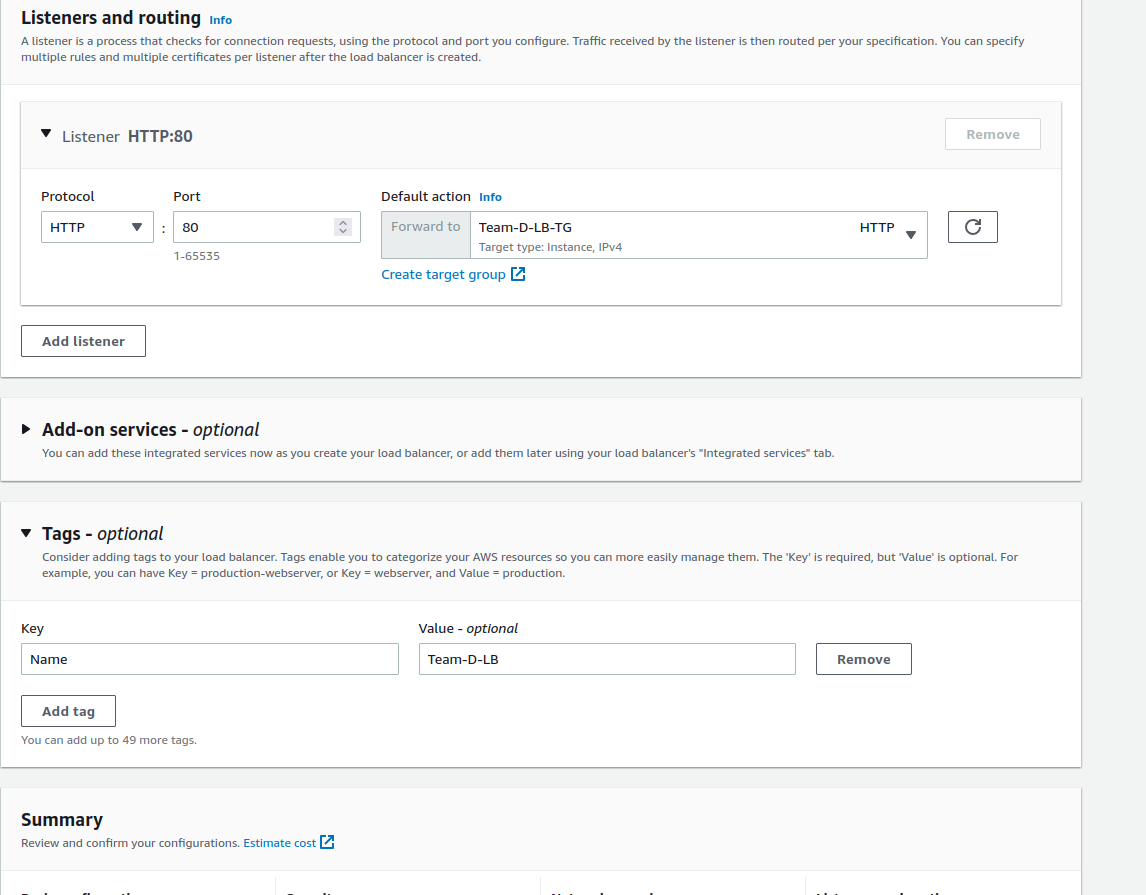 Listeners and routing Info
A listener is a process that checks for connection requests, using the protocol and port you configure. Traffic received by the listener is then routed per your specification. You can specify
multiple rules and multiple certificates per listener after the load balancer is created.
Listener HTTP:80
Remove
Protocol
Port
Default action Info
HTTP
:
80
1-65535
Forward to
Team-D-LB-TG
Target type: Instance, IPv4
HTTP
Create target group
Add listener
Add-on services - optional
You can add these integrated services now as you create your load balancer, or add them later using your load balancer's "Integrated services" tab.
Tags - optional
Consider adding tags to your load balancer. Tags enable you to categorize your AWS resources so you can more easily manage them. The 'Key' is required, but 'Value' is optional. For
example, you can have Key = production-webserver, or Key = webserver, and Value = production.
Key
Value - optional
Name
Team-D-LB
Remove
Add tag
You can add up to 49 more tags.
Summary
Review and confirm your configurations. Estimate cost